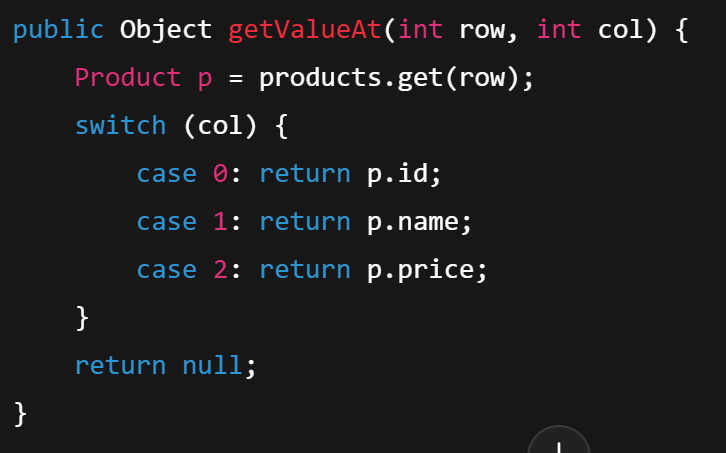 public Object getValueAt(int row, int col) {
    Product p = products.get(row);
    switch (col) {
        case 0: return p.id;
        case 1: return p.name;
        case 2: return p.price;
    }
    return null;
}